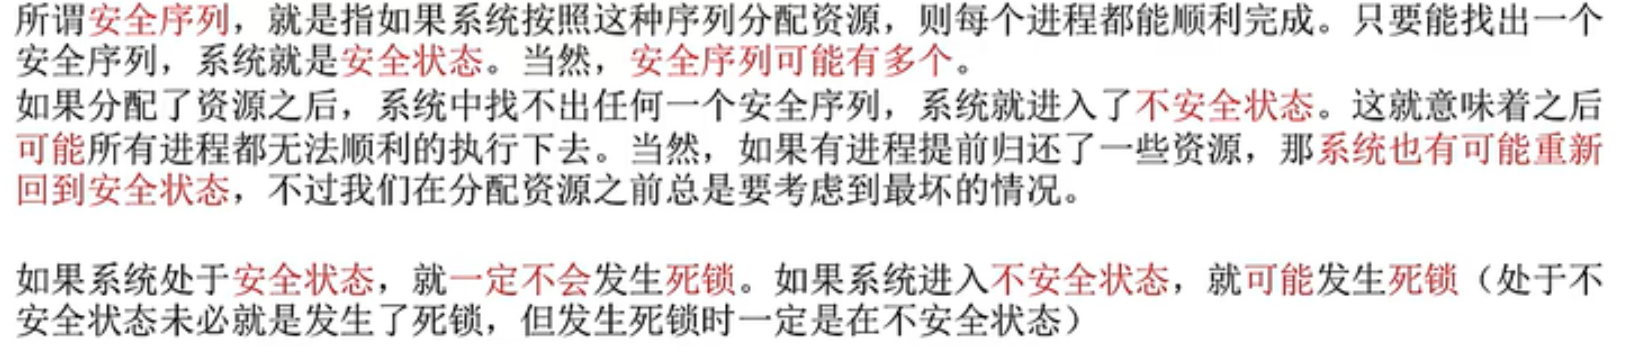 所谓安全序列，就是指如果系统按照这种序列分配资源，则每个进程都能顺利完成。只要能找出一个
安全序列，系统就是安全状态。当然，安全序列可能有多个。
如果分配了资源之后，系统中找不出任何一个安全序列，系统就进入了不安全状态。这就意味着之后
可能所有进程都无法顺利的执行下去。当然，如果有进程提前归还了一些资源，那系统也有可能重新
回到安全状态，不过我们在分配资源之前总是要考虑到最坏的情况。
如果系统处于安全状态，就一定不会发生死锁。如果系统进入不安全状态，就可能发生死锁（处于不
安全状态未必就是发生了死锁，但发生死锁时一定是在不安全状态）